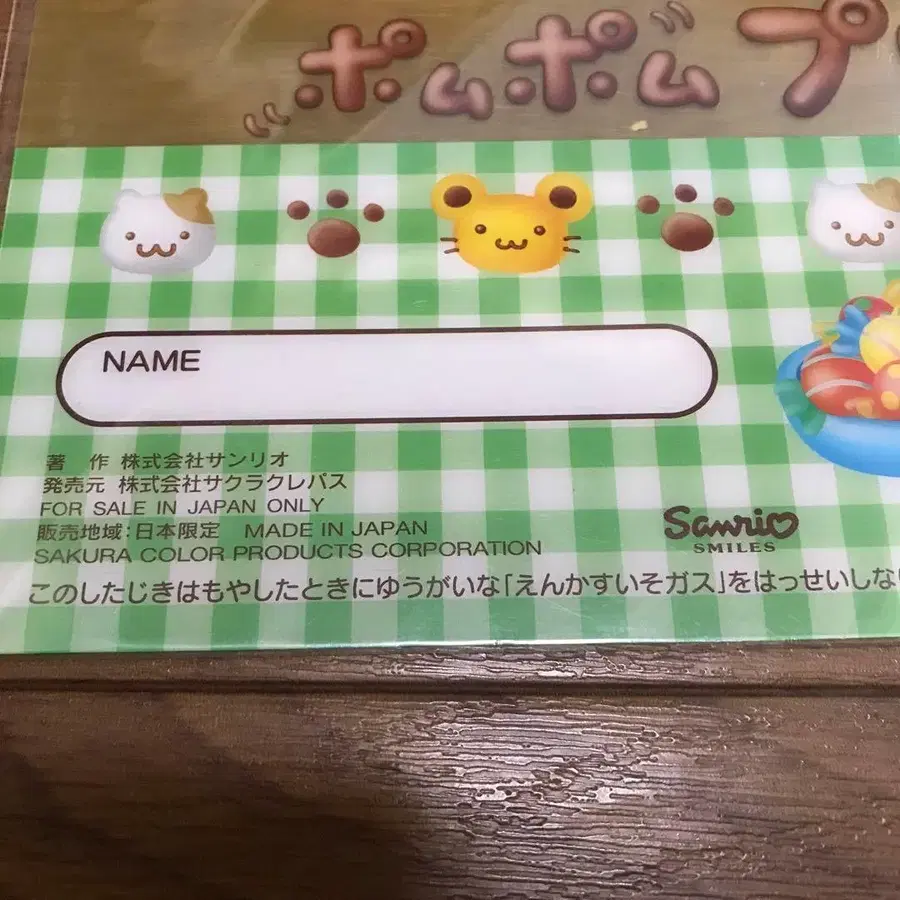 ポムポムプ
NAME
著 作 株式会社サンリオ
発売元 株式会社サクラクレパス
FOR SALE IN JAPAN ONLY
販売地域:日本限定 MADE IN JAPAN
SAKURA COLOR PRODUCTS CORPORATION
Sanrio
SMILES
このしたじきはもやしたときにゆうがいな「えんかすいそガス」をはっせいしな